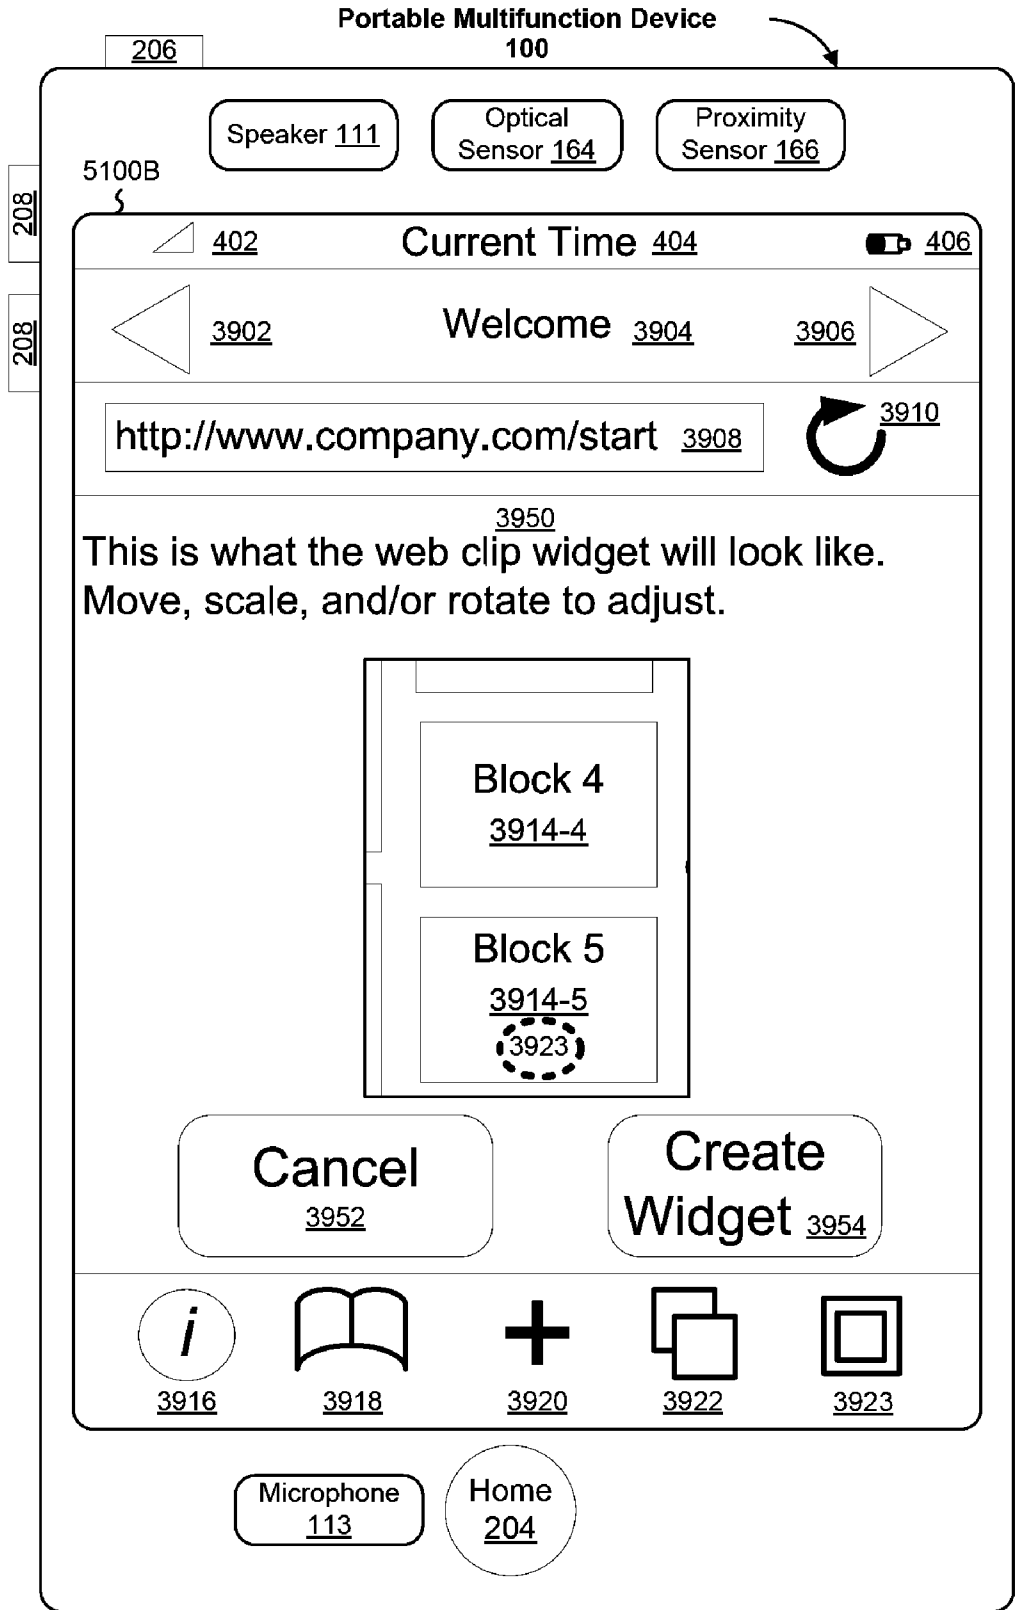 Portable Multifunction Device
100
206
Speaker 111
Optical
Sensor 164
Proximity
Sensor 166
5100B
208
208
402
Current Time 404
406
3902
Welcome 3904
3906
http://www.company.com/start 3908
3910
3950
This is what the web clip widget will look like.
Move, scale, and/or rotate to adjust.
Block 4
3914-4
Block 5
3914-5
3923
Cancel
3952
Create
Widget 3954
i
3916
3918
3920
3922
3923
Microphone
113
Home
204